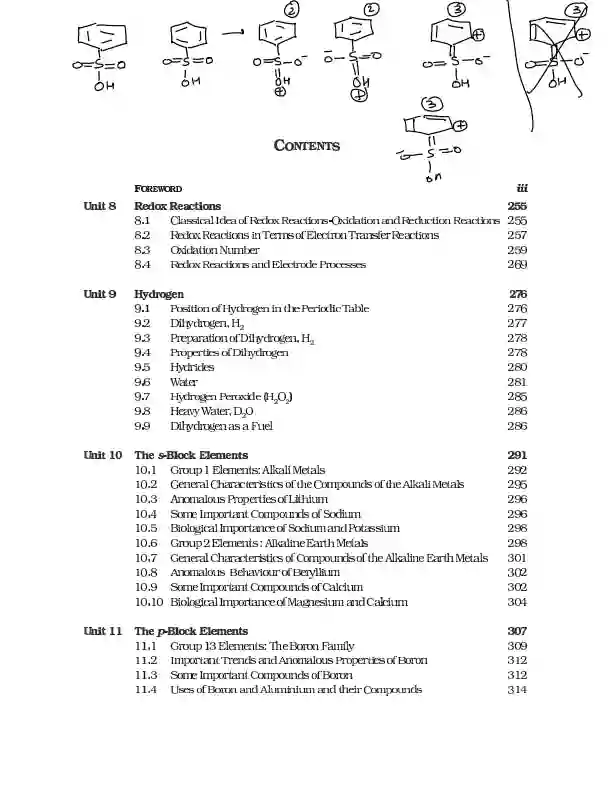 2 2 3 3
+ +
O=S=O O=S=O O=S-O⁻ ⁻O-S=O O=S-O⁻ O=S-O⁻
OH OH OH OH OH OH
+ +
3
+
CONTENTS
⁻O-S=O
OH
FOREWORD iii
Unit 8 Redox Reactions 255
8.1 Classical Idea of Redox Reactions-Oxidation and Reduction Reactions 255
8.2 Redox Reactions in Terms of Electron Transfer Reactions 257
8.3 Oxidation Number 259
8.4 Redox Reactions and Electrode Processes 269
Unit 9 Hydrogen 276
9.1 Position of Hydrogen in the Periodic Table 276
9.2 Dihydrogen, H₂ 277
9.3 Preparation of Dihydrogen, H₂ 278
9.4 Properties of Dihydrogen 278
9.5 Hydrides 280
9.6 Water 281
9.7 Hydrogen Peroxide (H₂O₂) 285
9.8 Heavy Water, D₂O 286
9.9 Dihydrogen as a Fuel 286
Unit 10 The s-Block Elements 291
10.1 Group 1 Elements: Alkali Metals 292
10.2 General Characteristics of the Compounds of the Alkali Metals 295
10.3 Anomalous Properties of Lithium 296
10.4 Some Important Compounds of Sodium 296
10.5 Biological Importance of Sodium and Potassium 298
10.6 Group 2 Elements : Alkaline Earth Metals 298
10.7 General Characteristics of Compounds of the Alkaline Earth Metals 301
10.8 Anomalous Behaviour of Beryllium 302
10.9 Some Important Compounds of Calcium 302
10.10 Biological Importance of Magnesium and Calcium 304
Unit 11 The p-Block Elements 307
11.1 Group 13 Elements: The Boron Family 309
11.2 Important Trends and Anomalous Properties of Boron 312
11.3 Some Important Compounds of Boron 312
11.4 Uses of Boron and Aluminium and their Compounds 314